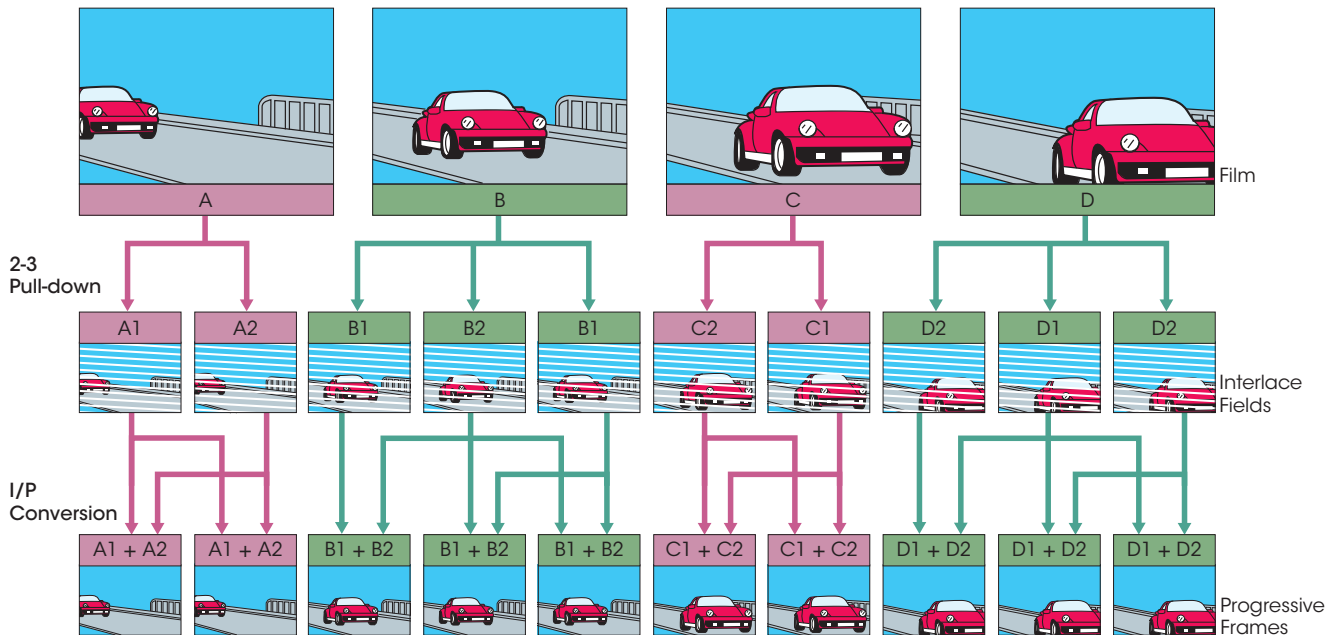 Film
A
B
C
D
2-3
Pull-down
A1
A2
B1
B2
B1
C2
C1
D2
D1
D2
Interlace
Fields
I/P
Conversion
A1 + A2
A1 + A2
B1 + B2
B1 + B2
B1 + B2
C1 + C2
C1 + C2
D1 + D2
D1 + D2
D1 + D2
Progressive
Frames